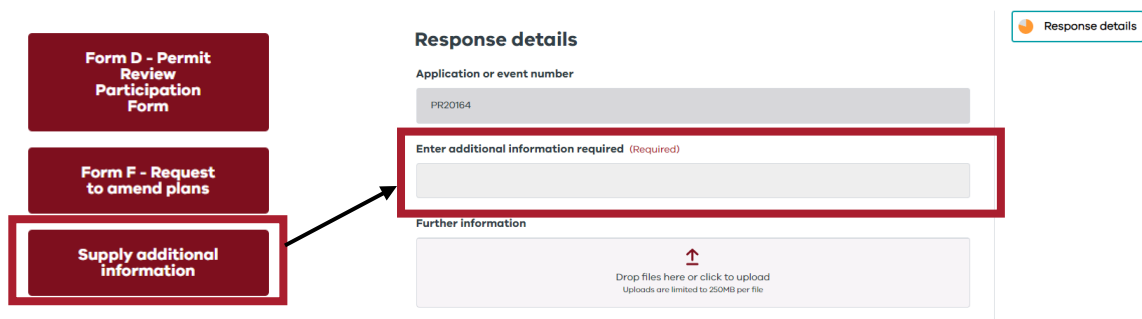 Form D - Permit
Review
Participation
Form
Form F - Request
to amend plans
Supply additional
information
Response details
Application or event number
PR20164
Enter additional information required (Required)
Further information
Drop files here or click to upload
Uploads are limited to 250MB per file
Response details